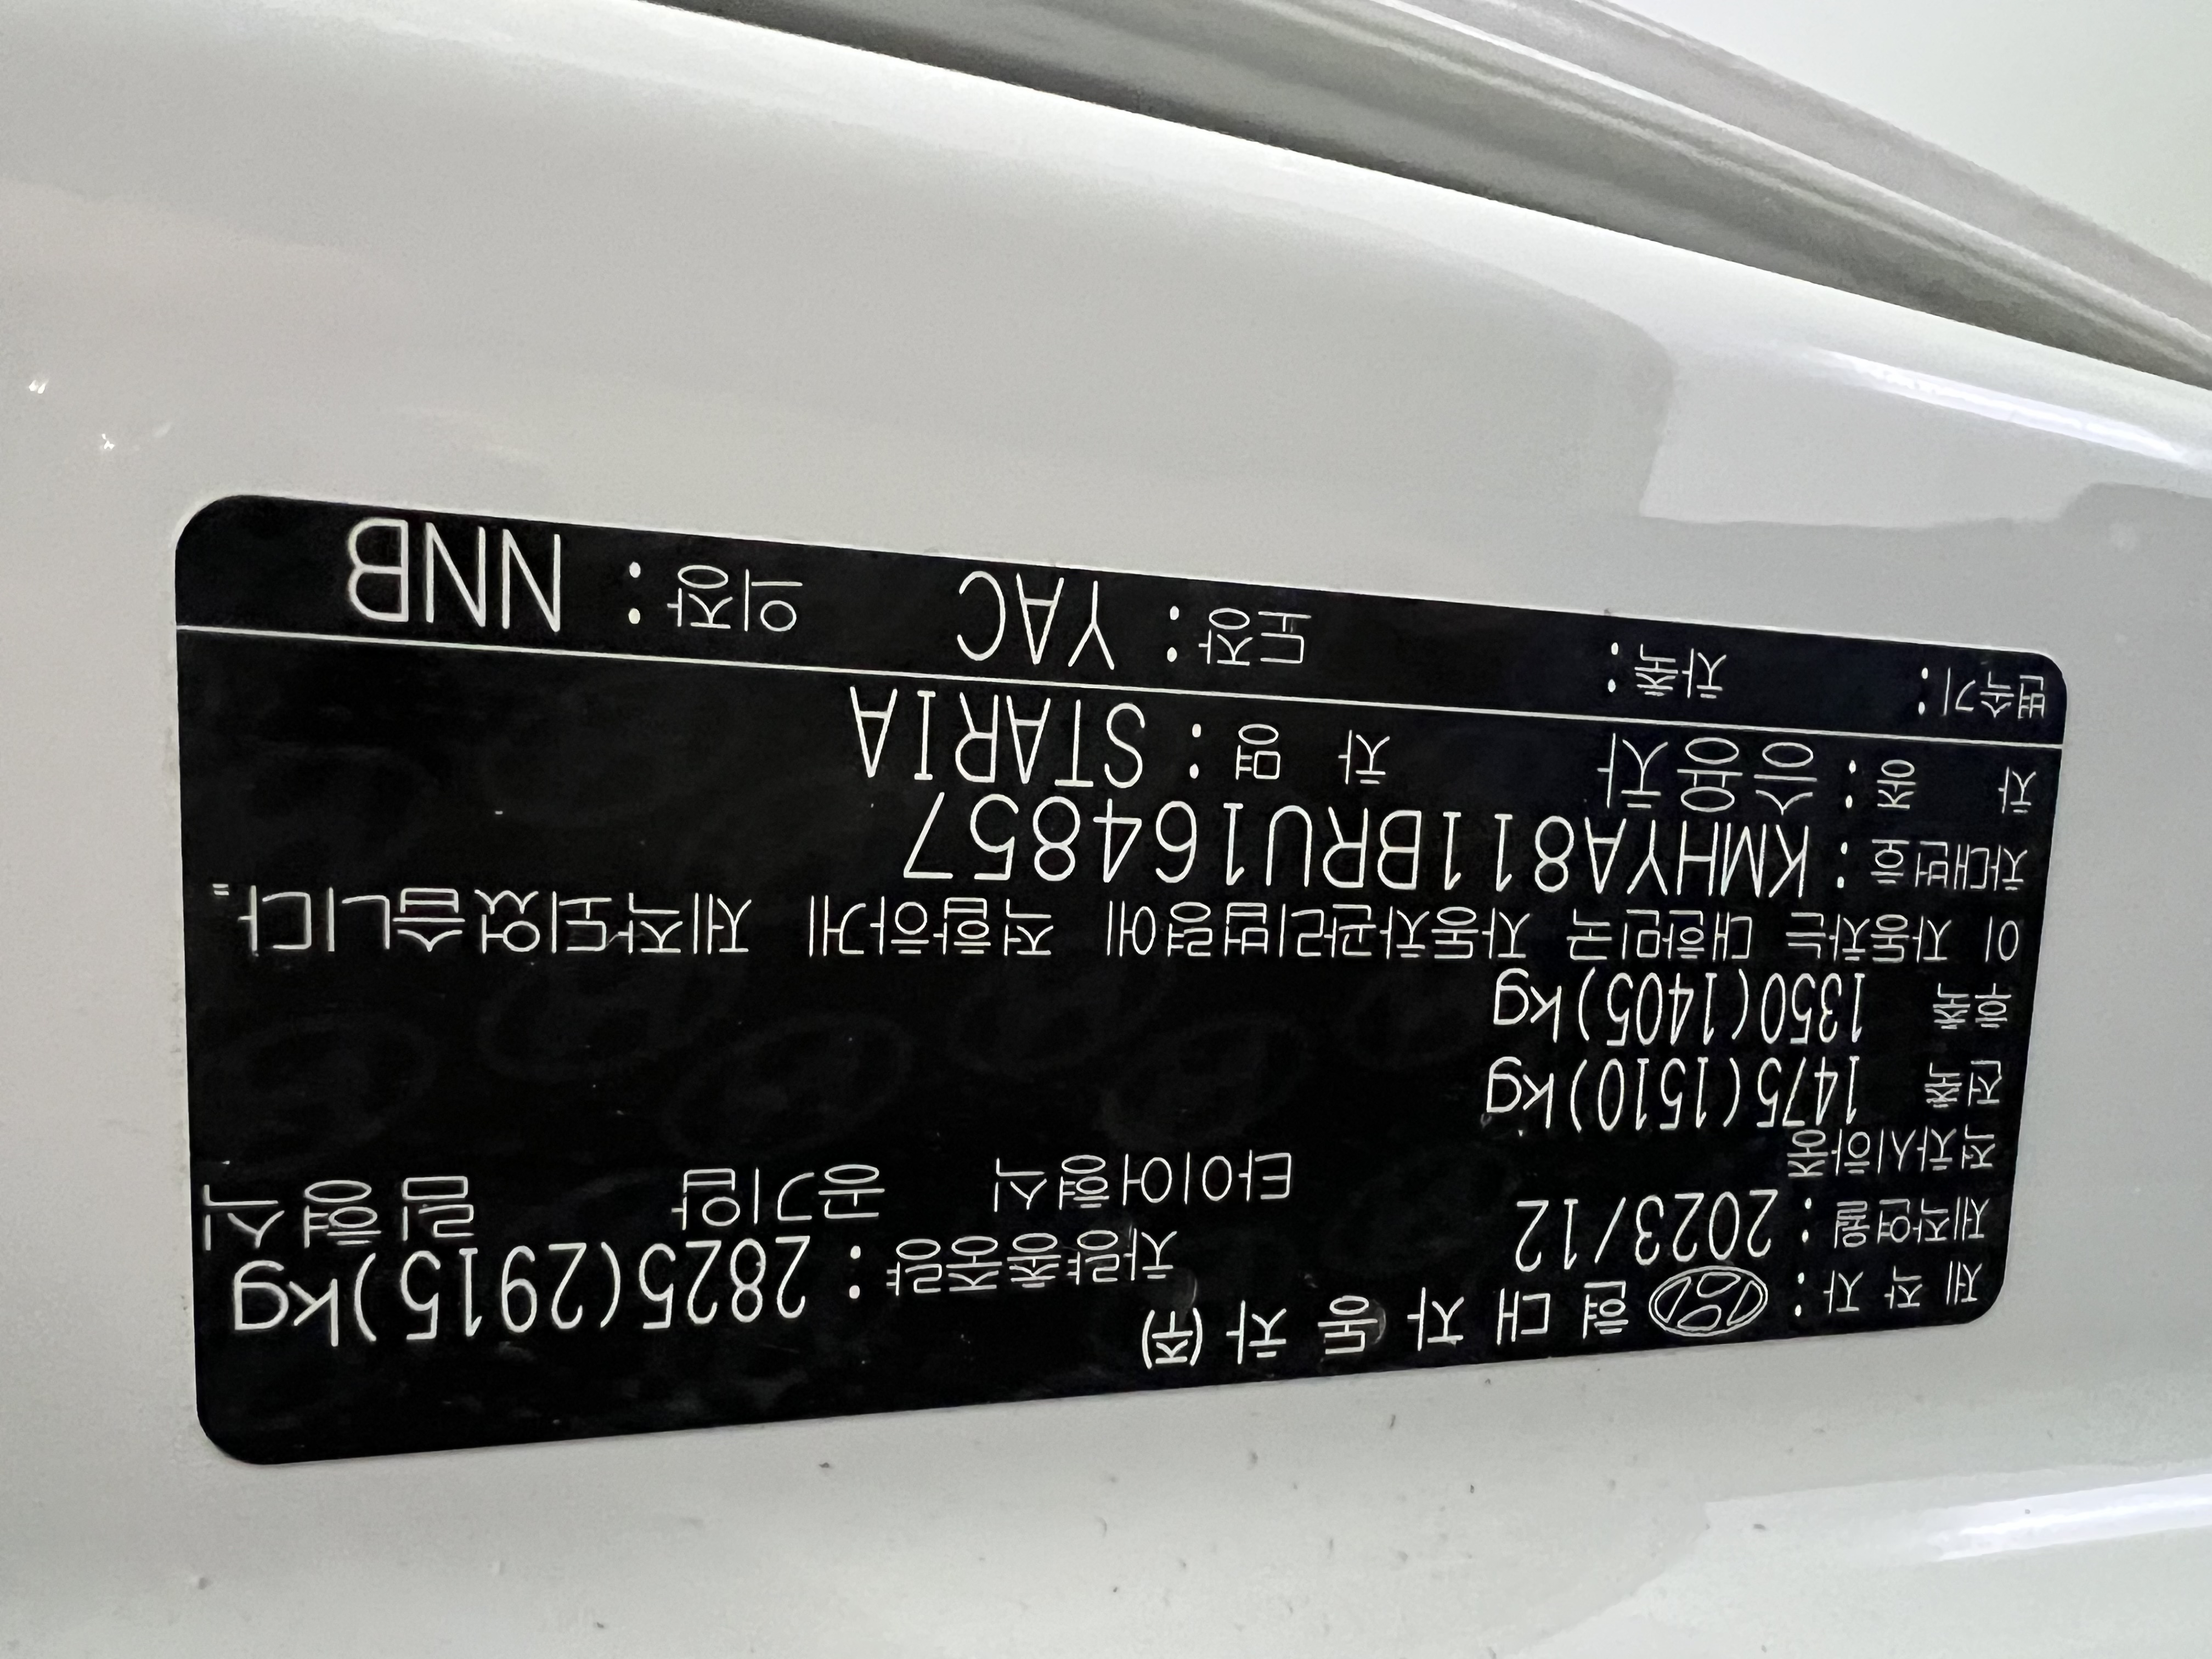 제 작 자 : 현 대 자 동 차 (주)
제작연월 : 2023/12 차량총중량 : 2825(2915)kg
적차시하중 타이어형식 공기압 림형식
전 축 1475(1510)kg
후 축 1350(1405)kg
이 자동차는 대한민국 자동차관리법령에 적합하게 제작되었습니다.
차대번호 : KMHYA811BRU164857
차 종 : 승용차 차 명 : STARIA
변속기 : 차축 : 도장 : YAC 외장 : NNB